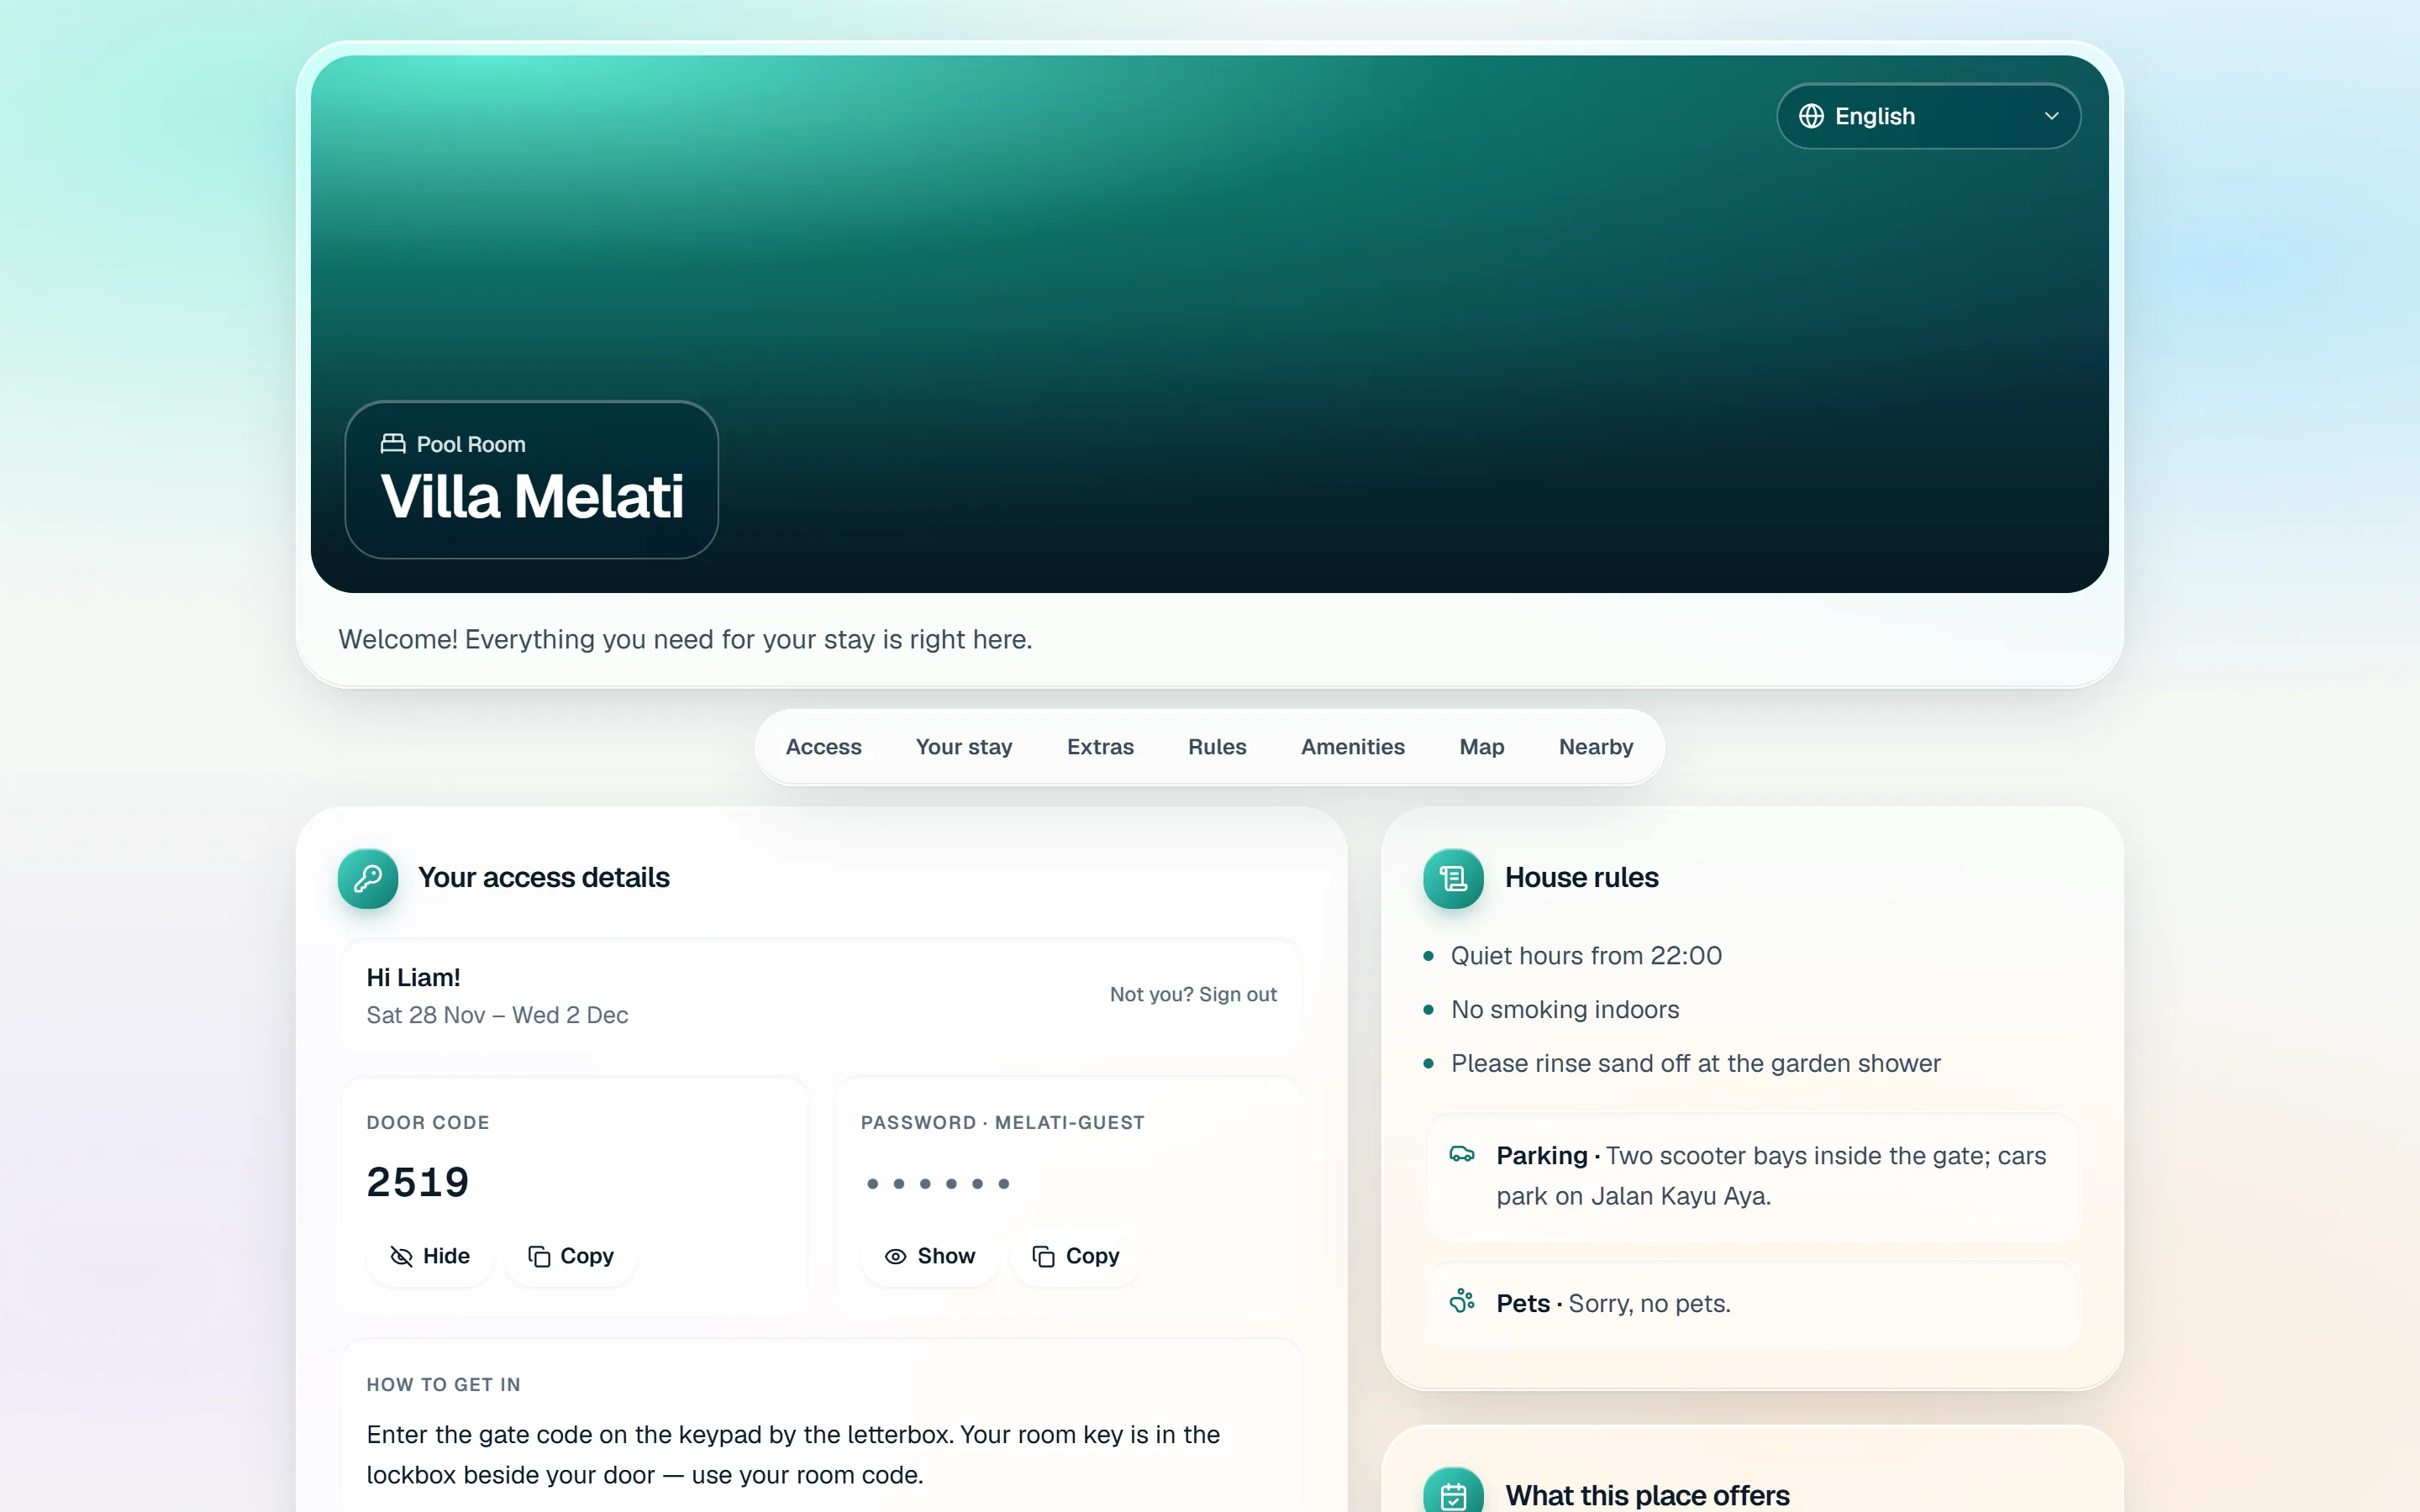 English
Pool Room
Villa Melati
Welcome! Everything you need for your stay is right here.
Access Your stay Extras Rules Amenities Map Nearby
Your access details
Hi Liam!
Sat 28 Nov – Wed 2 Dec
Not you? Sign out
DOOR CODE
2519
Hide Copy
PASSWORD · MELATI-GUEST
••••••
Show Copy
HOW TO GET IN
Enter the gate code on the keypad by the letterbox. Your room key is in the
lockbox beside your door — use your room code.
House rules
• Quiet hours from 22:00
• No smoking indoors
• Please rinse sand off at the garden shower
Parking · Two scooter bays inside the gate; cars
park on Jalan Kayu Aya.
Pets · Sorry, no pets.
What this place offers